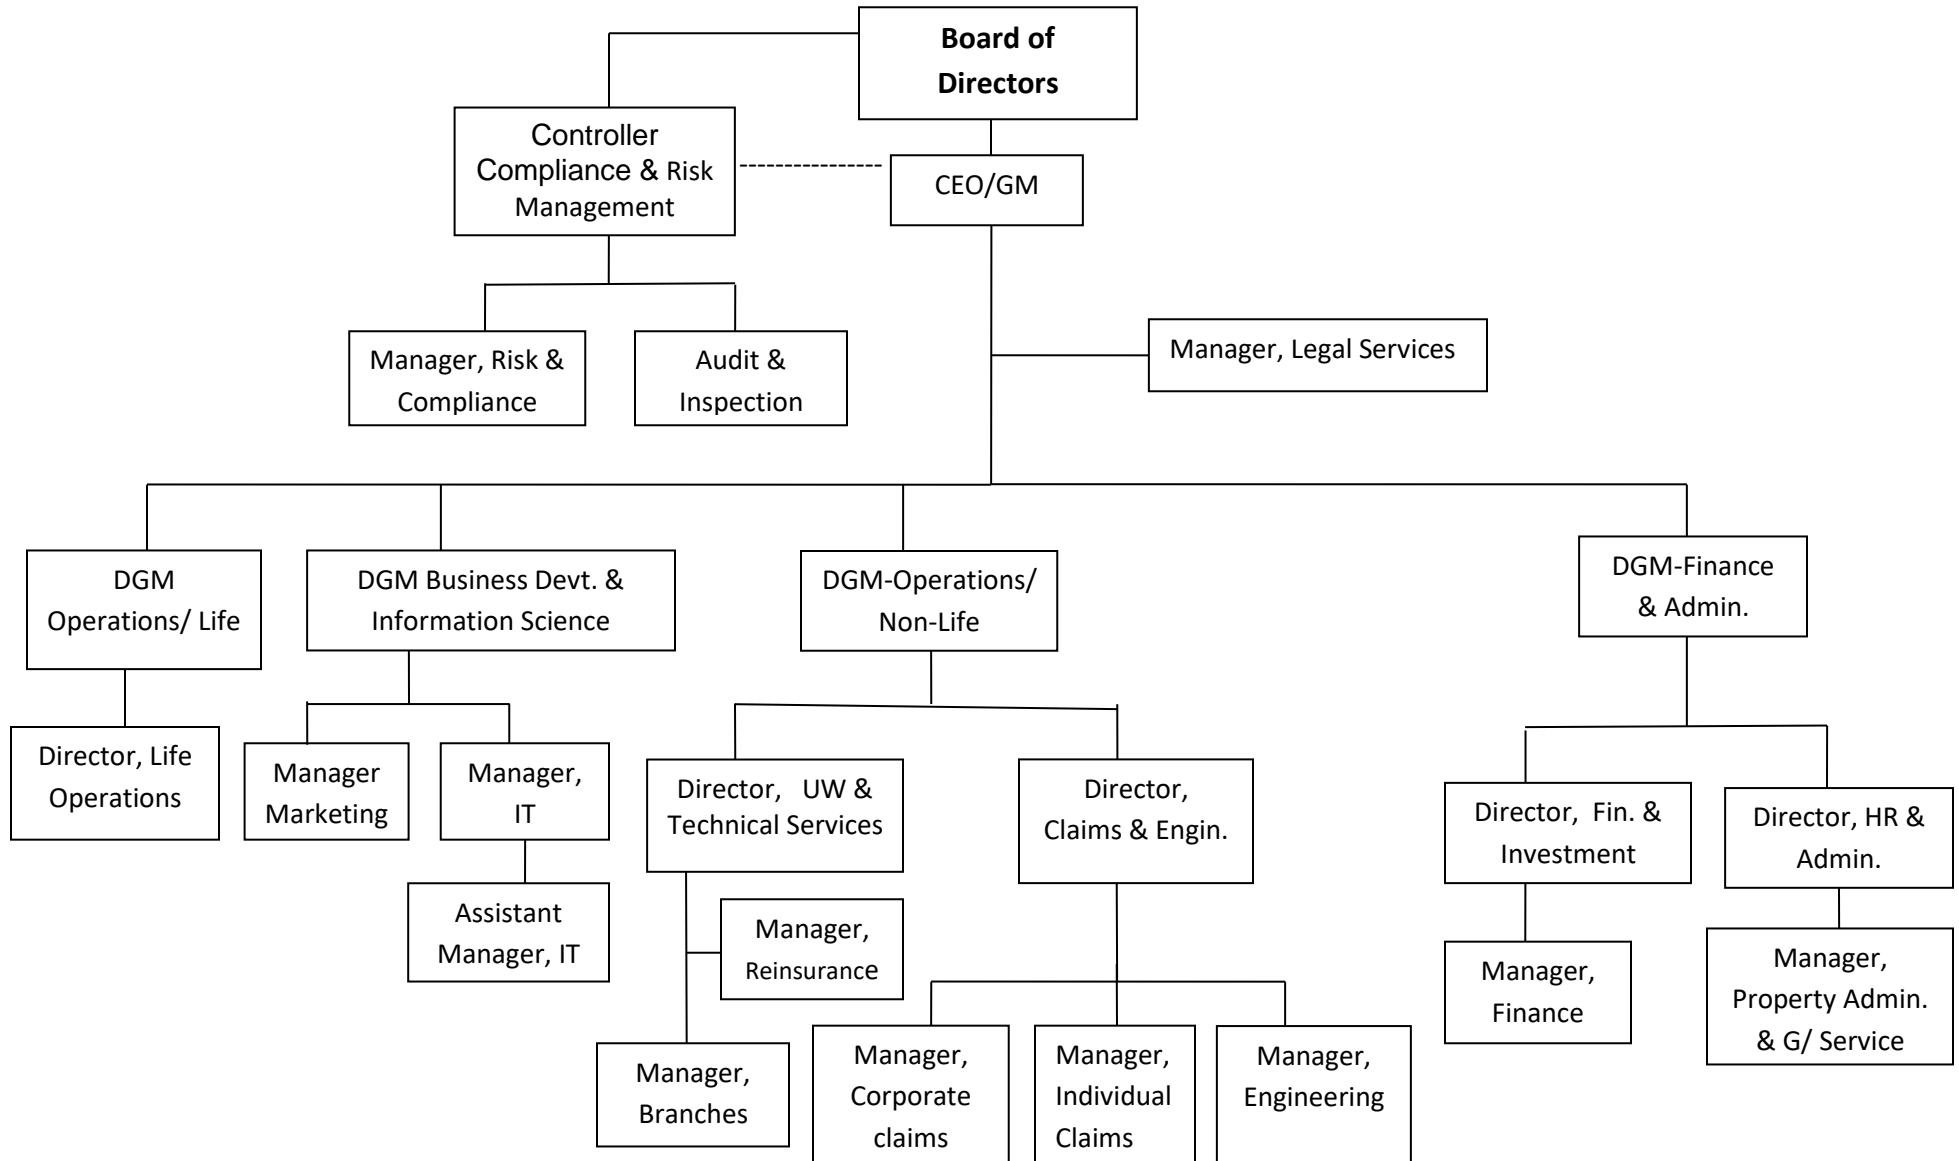 Board of
Directors
Controller
Compliance & Risk
Management
CEO/GM
Manager, Risk &
Compliance
Audit &
Inspection
Manager, Legal Services
DGM
Operations/ Life
DGM Business Devt. &
Information Science
DGM-Operations/
Non-Life
DGM-Finance
& Admin.
Director, Life
Operations
Manager
Marketing
Manager,
IT
Assistant
Manager, IT
Director, UW &
Technical Services
Director,
Claims & Engin.
Director, Fin. &
Investment
Director, HR &
Admin.
Manager,
Reinsurance
Manager,
Branches
Manager,
Corporate
claims
Manager,
Individual
Claims
Manager,
Engineering
Manager,
Finance
Manager,
Property Admin.
& G/ Service